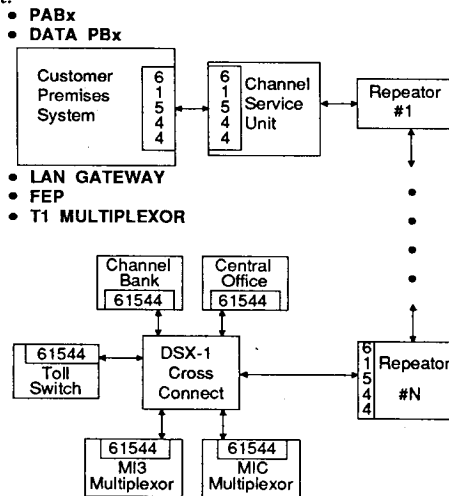 • PABx
• DATA PBx
Customer
Premises
System
6
1
5
4
4
6
1
5
4
4
Channel
Service
Unit
Repeator
#1
• LAN GATEWAY
• FEP
• T1 MULTIPLEXOR
Channel
Bank
61544
Central
Office
61544
61544
Toll
Switch
DSX-1
Cross
Connect
6
1
5
4
4
Repeator
#N
61544
MI3
Multiplexor
61544
MIC
Multiplexor